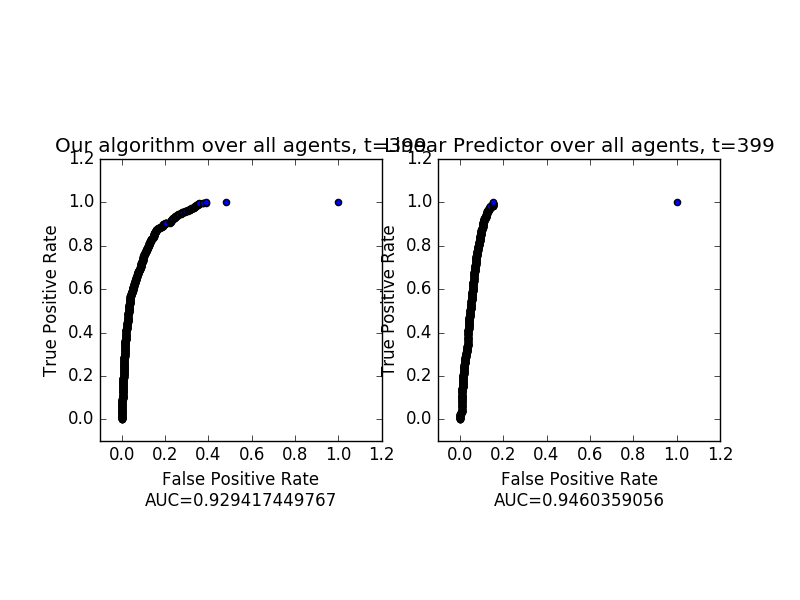 Our algorithm over all agents, t=399
Linear Predictor over all agents, t=399
1.2
1.0
0.8
0.6
0.4
0.2
0.0
True Positive Rate
0.0 0.2 0.4 0.6 0.8 1.0 1.2
False Positive Rate
AUC=0.929417449767
1.2
1.0
0.8
0.6
0.4
0.2
0.0
True Positive Rate
0.0 0.2 0.4 0.6 0.8 1.0 1.2
False Positive Rate
AUC=0.9460359056